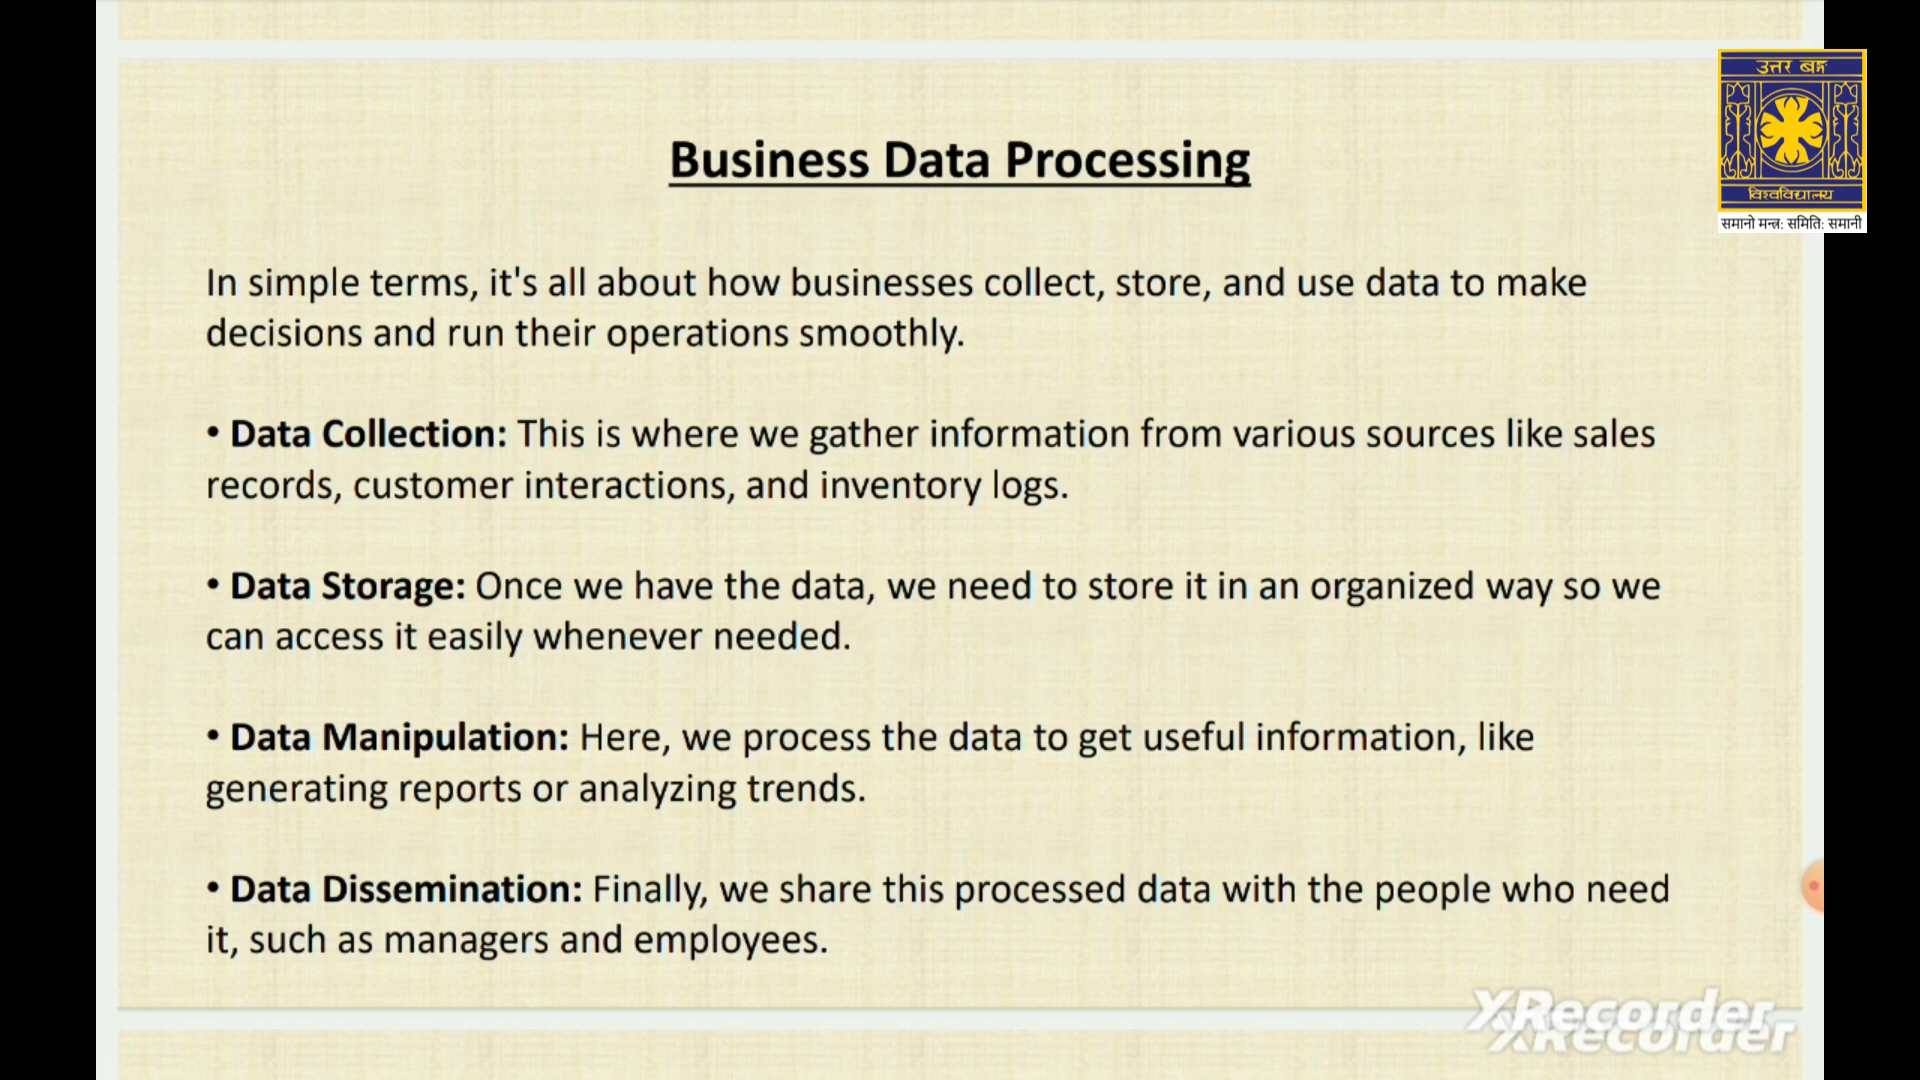 उत्तर बङ्ग
विश्वविद्यालय
समानो मन्त्र: समिति: समानी
Business Data Processing
In simple terms, it's all about how businesses collect, store, and use data to make
decisions and run their operations smoothly.
• Data Collection: This is where we gather information from various sources like sales
records, customer interactions, and inventory logs.
• Data Storage: Once we have the data, we need to store it in an organized way so we
can access it easily whenever needed.
• Data Manipulation: Here, we process the data to get useful information, like
generating reports or analyzing trends.
• Data Dissemination: Finally, we share this processed data with the people who need
it, such as managers and employees.
XRecorder
XRecorder